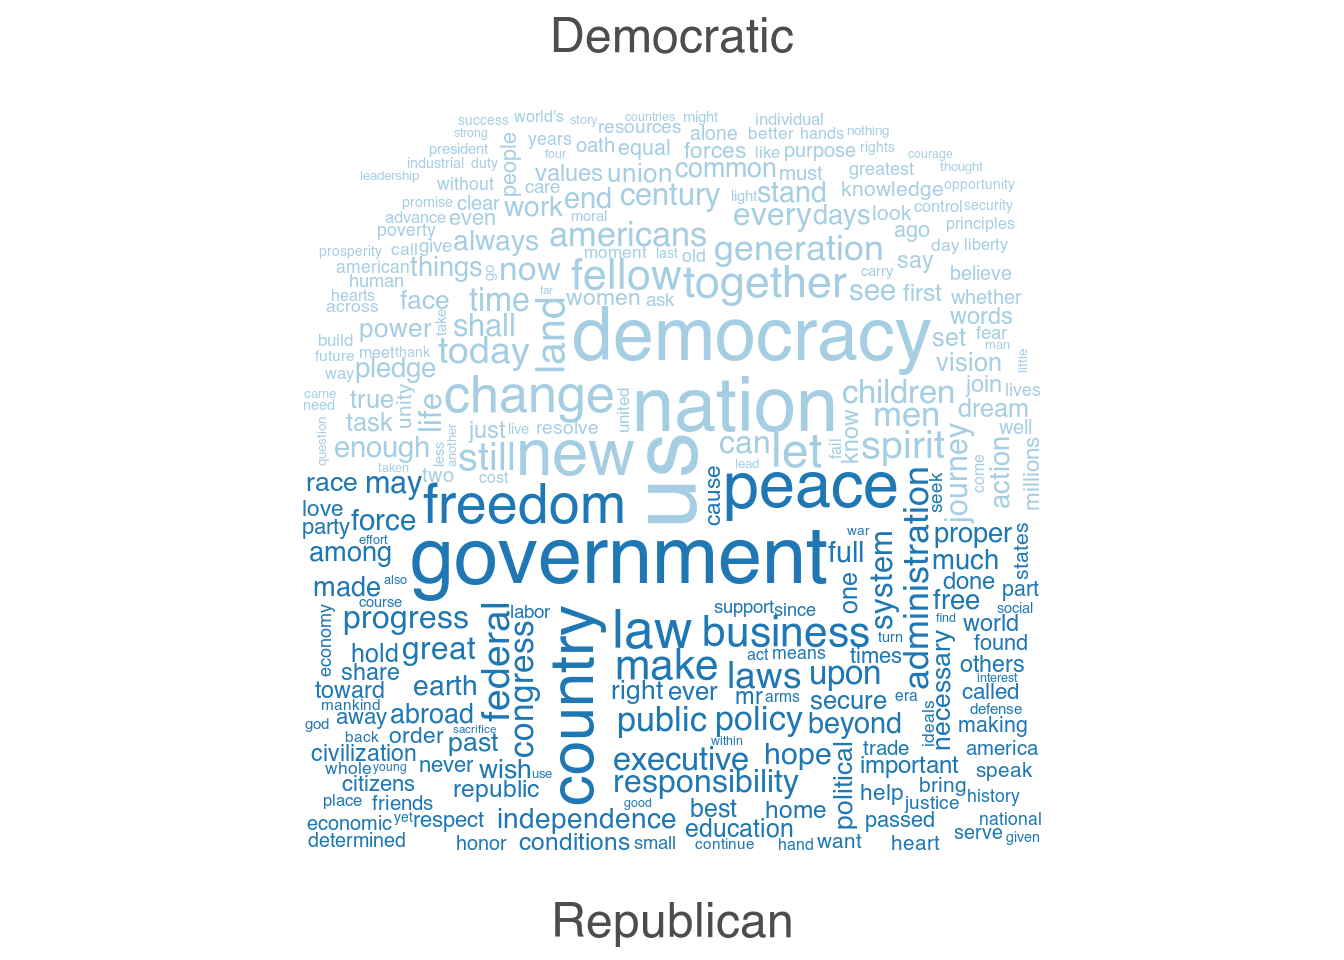 Democratic
success world's story countries might individual
strong resources alone better hands nothing
president years oath equal forces like purpose rights courage
industrial duty people four values union common must greatest thought
leadership without care end century light stand knowledge opportunity
promise clear work moral every days look control security
advance even americans ago principles
poverty always generation
prosperity call give moment last old day liberty
american things go now fellow together carry say believe
human far see first
hearts across face time women ask whether
power taken shall land democracy set words fear
build today man
future meet thank vision little
way pledge
came need true unity life change united nation children join lives
task men dream
question enough less another just live resolve can let fail know spirit journey well
taken two still new us lead come action millions
cost
race may freedom cause peace administration seek
love force
party effort government war proper states
among full system much
made also one done part
course labor support since free social
economy progress federal country law business find world
hold great congress turn necessary found
share make act means times others
toward earth laws upon interest called
mankind right ever mr arms secure era ideals defense
god away abroad sacrifice public policy beyond making
back order past within
civilization executive hope political trade america
whole young never wish use responsibility important speak
citizens republic help bring
place friends good best home justice history
economic yet respect independence passed national
determined education serve given
honor conditions small continue hand want heart
Republican